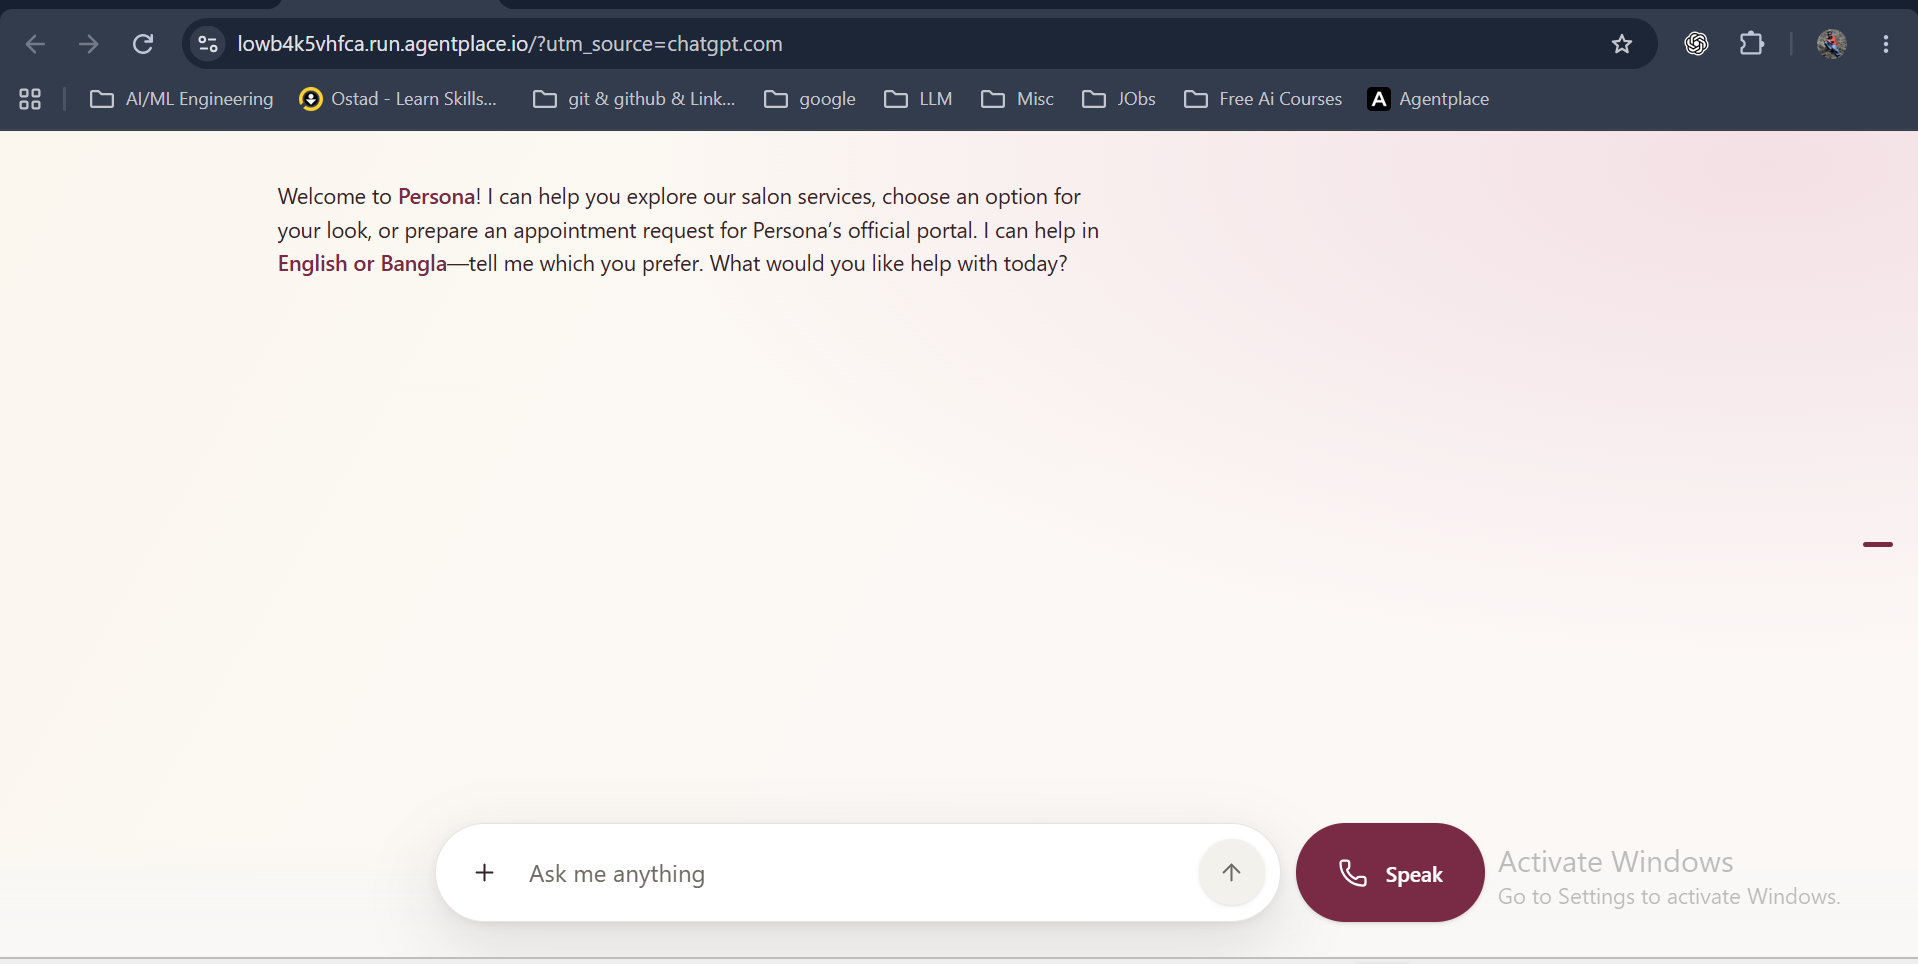 lowb4k5vhfca.run.agentplace.io/?utm_source=chatgpt.com
AI/ML Engineering Ostad - Learn Skills... git & github & Link... google LLM Misc JObs Free Ai Courses A Agentplace
Welcome to Persona! I can help you explore our salon services, choose an option for
your look, or prepare an appointment request for Persona’s official portal. I can help in
English or Bangla—tell me which you prefer. What would you like help with today?
Ask me anything
Speak
Activate Windows
Go to Settings to activate Windows.